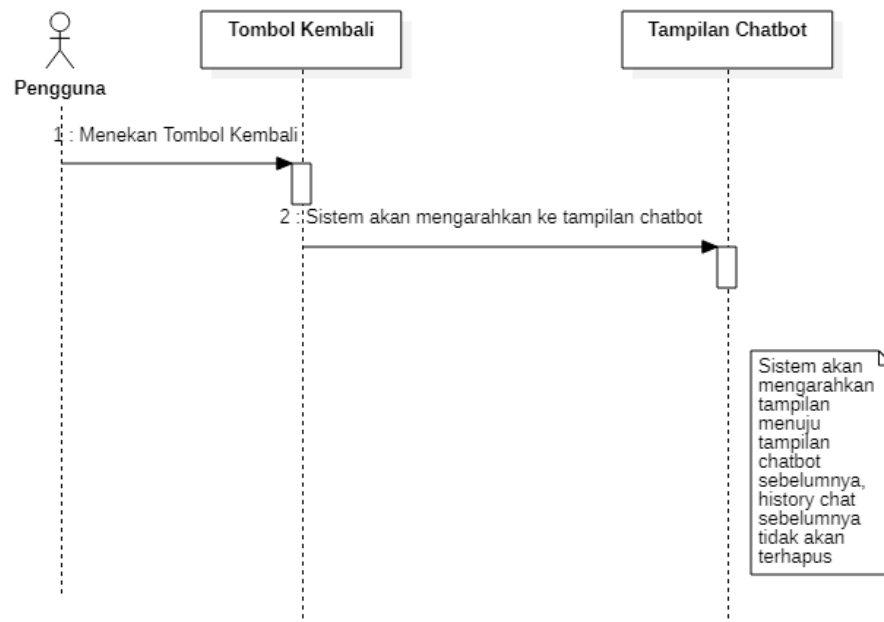 Tombol Kembali
Tampilan Chatbot
Pengguna
1 : Menekan Tombol Kembali
2 : Sistem akan mengarahkan ke tampilan chatbot
Sistem akan
mengarahkan
tampilan
menuju
tampilan
chatbot
sebelumnya,
history chat
sebelumnya
tidak akan
terhapus